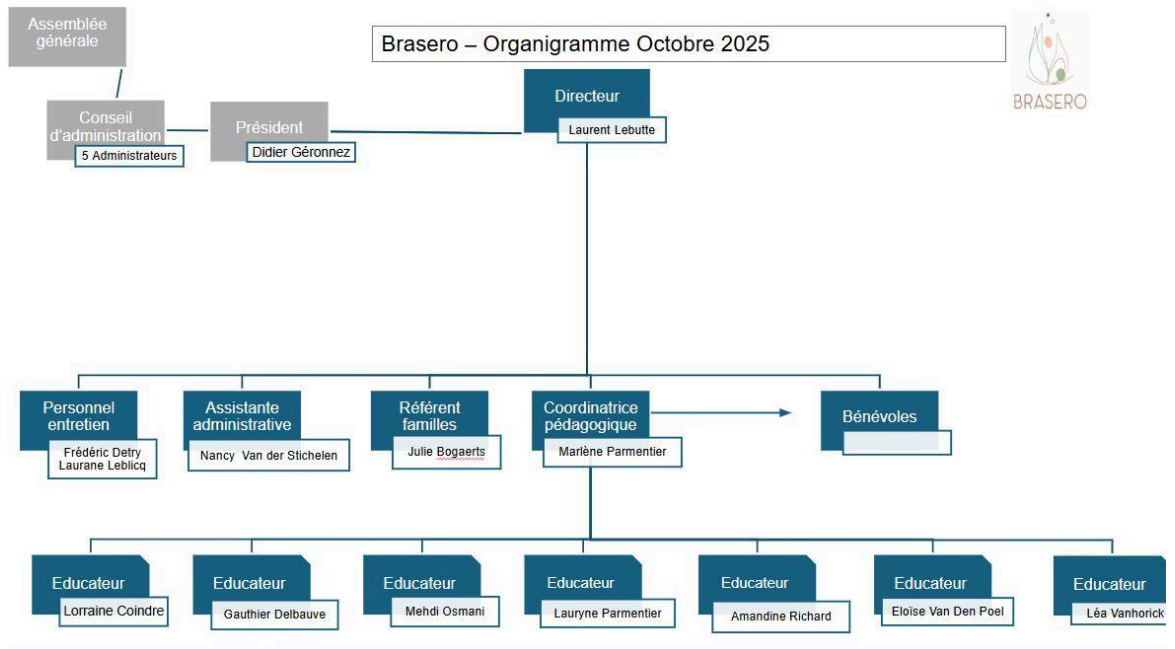 Assemblée
générale
Brasero – Organigramme Octobre 2025
BRASERO
Conseil
d'administration
5 Administrateurs
Président
Didier Géronnez
Directeur
Laurent Lebutte
Personnel
entretien
Frédéric Detry
Laurane Leblicq
Assistante
administrative
Nancy Van der Stichelen
Référent
familles
Julie Bogaerts
Coordinatrice
pédagogique
Marlène Parmentier
Bénévoles
Educateur
Lorraine Coindre
Educateur
Gauthier Delbauve
Educateur
Mehdi Osmani
Educateur
Lauryne Parmentier
Educateur
Amandine Richard
Educateur
Eloïse Van Den Poel
Educateur
Léa Vanhorick